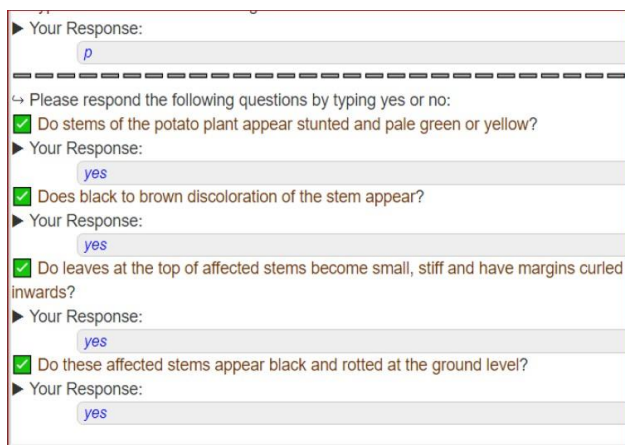 ▶ Your Response:
p
↪ Please respond the following questions by typing yes or no:
✅ Do stems of the potato plant appear stunted and pale green or yellow?
▶ Your Response:
yes
✅ Does black to brown discoloration of the stem appear?
▶ Your Response:
yes
✅ Do leaves at the top of affected stems become small, stiff and have margins curled
inwards?
▶ Your Response:
yes
✅ Do these affected stems appear black and rotted at the ground level?
▶ Your Response:
yes